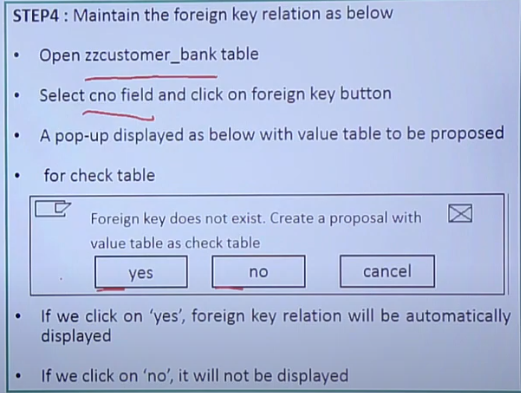 STEP4 : Maintain the foreign key relation as below
• Open zzcustomer_bank table
• Select cno field and click on foreign key button
• A pop-up displayed as below with value table to be proposed
• for check table
Foreign key does not exist. Create a proposal with
value table as check table
yes no cancel
• If we click on 'yes', foreign key relation will be automatically
displayed
• If we click on 'no', it will not be displayed